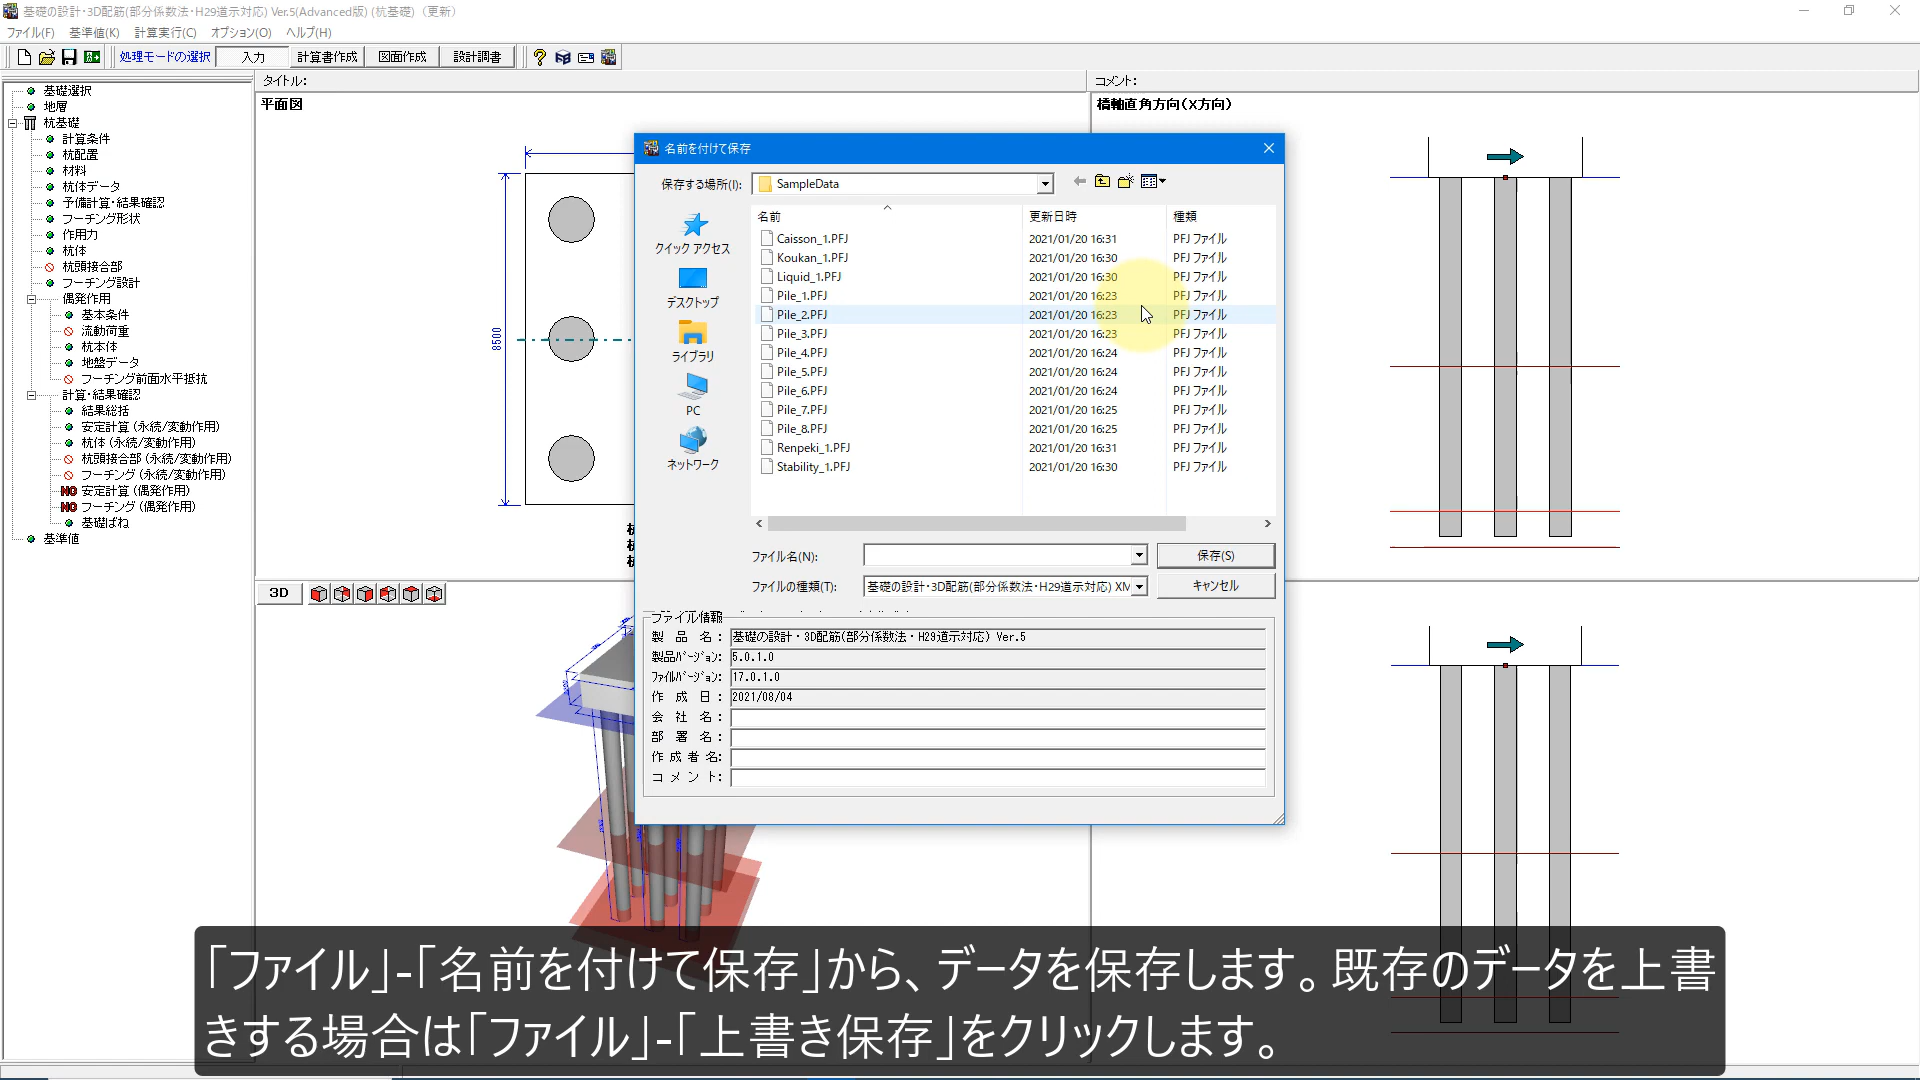 基礎の設計・3D配筋(部分係数法・H29道示対応) Ver.5(Advanced版) (杭基礎) (更新)
ファイル(F) 基準値(K) 計算実行(C) オプション(O) ヘルプ(H)
処理モードの選択 入力 計算書作成 図面作成 設計調書
タイトル:
コメント:
基礎選択
地層
杭基礎
計算条件
杭配置
材料
杭体データ
予備計算・結果確認
フーチング形状
作用力
杭体
杭頭接合部
フーチング設計
偶発作用
基本条件
流動荷重
杭本体
地盤データ
フーチング前面水平抵抗
計算・結果確認
結果総括
安定計算 (永続/変動作用)
杭体 (永続/変動作用)
杭頭接合部 (永続/変動作用)
フーチング (永続/変動作用)
NG 安定計算 (偶発作用)
NG フーチング (偶発作用)
基礎ばね
基準値
平面図
8500
橋軸直角方向(X方向)
3D
名前を付けて保存
保存する場所(I): SampleData
クイック アクセス
デスクトップ
ライブラリ
PC
ネットワーク
名前 更新日時 種類
Caisson_1.PFJ 2021/01/20 16:31 PFJ ファイル
Koukan_1.PFJ 2021/01/20 16:30 PFJ ファイル
Liquid_1.PFJ 2021/01/20 16:30 PFJ ファイル
Pile_1.PFJ 2021/01/20 16:23 PFJ ファイル
Pile_2.PFJ 2021/01/20 16:23 PFJ ファイル
Pile_3.PFJ 2021/01/20 16:23 PFJ ファイル
Pile_4.PFJ 2021/01/20 16:24 PFJ ファイル
Pile_5.PFJ 2021/01/20 16:24 PFJ ファイル
Pile_6.PFJ 2021/01/20 16:24 PFJ ファイル
Pile_7.PFJ 2021/01/20 16:25 PFJ ファイル
Pile_8.PFJ 2021/01/20 16:25 PFJ ファイル
Renpeki_1.PFJ 2021/01/20 16:31 PFJ ファイル
Stability_1.PFJ 2021/01/20 16:30 PFJ ファイル
ファイル名(N): 保存(S)
ファイルの種類(T): 基礎の設計・3D配筋(部分係数法・H29道示対応) XM キャンセル
ファイル情報
製 品 名: 基礎の設計・3D配筋(部分係数法・H29道示対応) Ver.5
製品ﾊﾞｰｼﾞｮﾝ: 5.0.1.0
ﾌｧｲﾙﾊﾞｰｼﾞｮﾝ: 17.0.1.0
作 成 日: 2021/08/04
会 社 名:
部 署 名:
作 成 者 名:
コ メ ン ト:
「ファイル」-「名前を付けて保存」から、データを保存します。既存のデータを上書
きする場合は「ファイル」-「上書き保存」をクリックします。